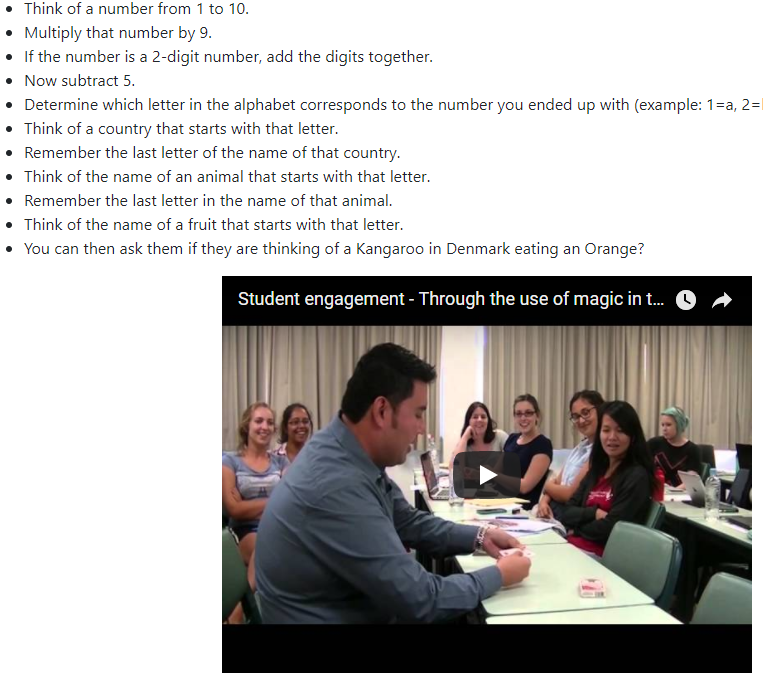 • Think of a number from 1 to 10.
• Multiply that number by 9.
• If the number is a 2-digit number, add the digits together.
• Now subtract 5.
• Determine which letter in the alphabet corresponds to the number you ended up with (example: 1=a, 2=
• Think of a country that starts with that letter.
• Remember the last letter of the name of that country.
• Think of the name of an animal that starts with that letter.
• Remember the last letter in the name of that animal.
• Think of the name of a fruit that starts with that letter.
• You can then ask them if they are thinking of a Kangaroo in Denmark eating an Orange?
Student engagement - Through the use of magic in t...